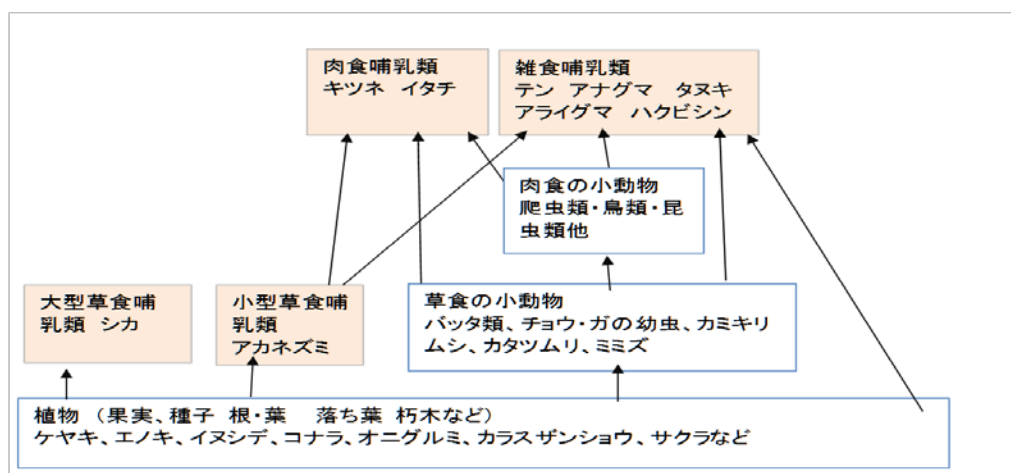 肉食哺乳類
キツネ イタチ
雑食哺乳類
テン アナグマ タヌキ
アライグマ ハクビシン
肉食の小動物
爬虫類・鳥類・昆
虫類他
大型草食哺
乳類 シカ
小型草食哺
乳類
アカネズミ
草食の小動物
バッタ類、チョウ・ガの幼虫、カミキリ
ムシ、カタツムリ、ミミズ
植物 (果実、種子 根・葉 落ち葉 朽木など)
ケヤキ、エノキ、イヌシデ、コナラ、オニグルミ、カラスザンショウ、サクラなど